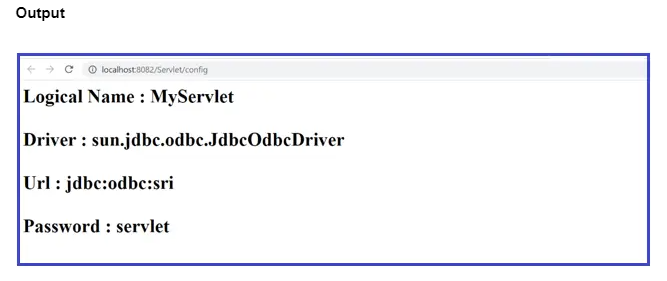 Output
localhost:8082/Servlet/config
Logical Name : MyServlet
Driver : sun.jdbc.odbc.JdbcOdbcDriver
Url : jdbc:odbc:sri
Password : servlet